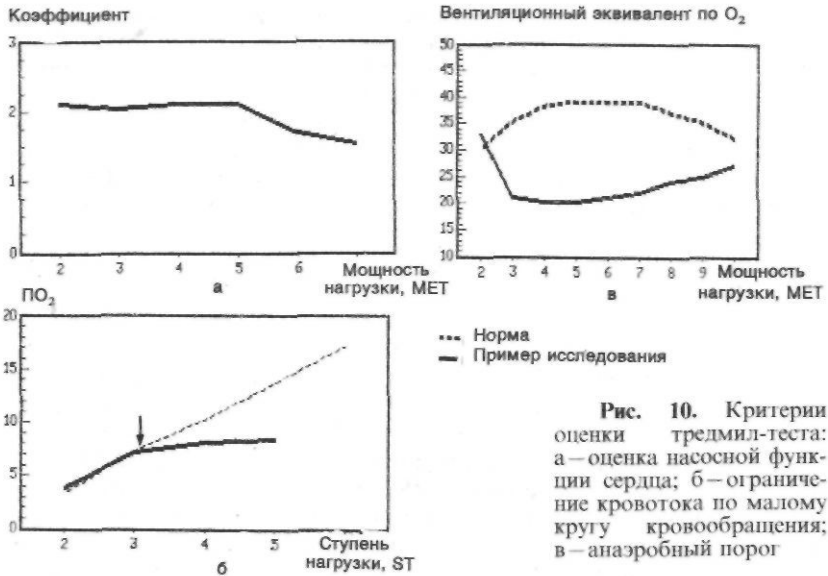 Коэффициент
3
2
1
0
2 3 4 5 6 Мощность
нагрузки, МЕТ
а
Вентиляционный эквивалент по O₂
50
45
40
35
30
25
20
15
10
2 3 4 5 6 7 8 9 Мощность
нагрузки, МЕТ
в
ПО₂
20
15
10
5
0
2 3 4 5 Ступень
нагрузки, ST
б
Норма
Пример исследования
Рис. 10. Критерии
оценки тредмил-теста:
а—оценка насосной функ-
ции сердца; б—ограниче-
ние кровотока по малому
кругу кровообращения;
в—анаэробный порог